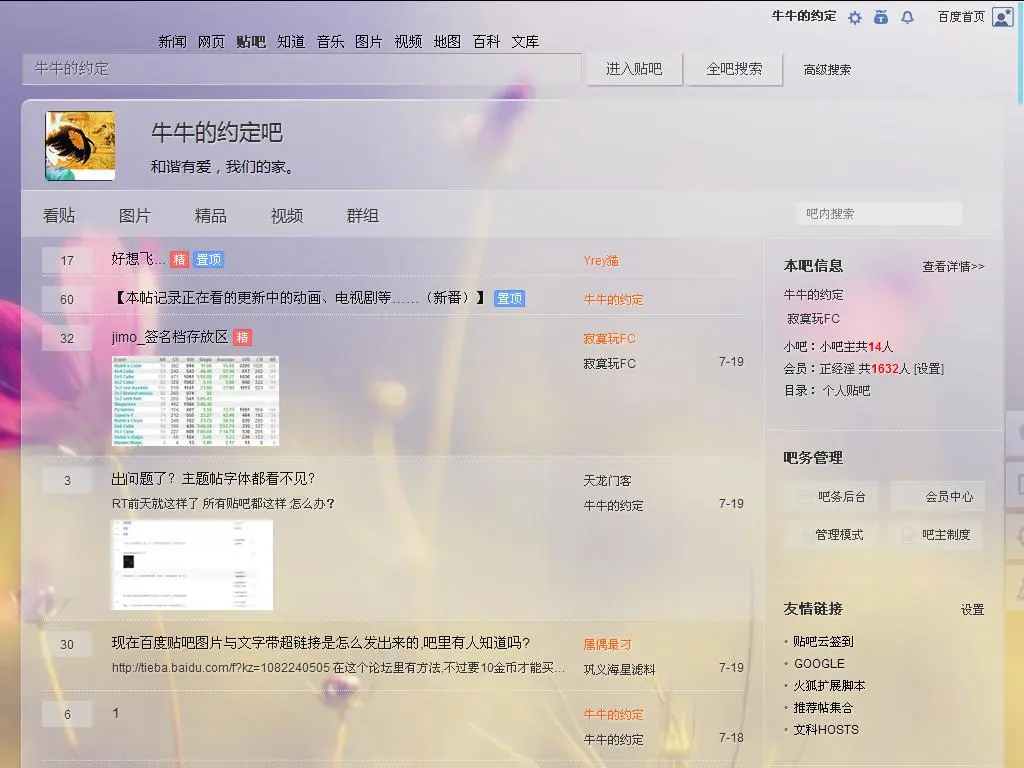 牛牛的约定 百度首页
新闻 网页 贴吧 知道 音乐 图片 视频 地图 百科 文库
牛牛的约定 进入贴吧 全吧搜索 高级搜索
牛牛的约定吧
和谐有爱，我们的家。
看贴 图片 精品 视频 群组 吧内搜索
17 好想飞... 精 置顶 Yrey猫
60 【本帖记录正在看的更新中的动画、电视剧等……（新番）】 置顶 牛牛的约定
32 jimo_签名档存放区 精 寂寞玩FC
寂寞玩FC 7-19
3 出问题了？主题帖字体都看不见? 天龙门客
RT前天就这样了 所有贴吧都这样 怎么办? 牛牛的约定 7-19
30 现在百度贴吧图片与文字带超链接是怎么发出来的,吧里有人知道吗? 属偶最孒
http://tieba.baidu.com/f?kz=1082240505 在这个论坛里有方法,不过要10金币才能买... 巩义海星滤料 7-19
6 1 牛牛的约定
牛牛的约定 7-18
本吧信息 查看详情>>
牛牛的约定
寂寞玩FC
小吧：小吧主共14人
会员：正经淫 共1632人 [设置]
目录： 个人贴吧
吧务管理
吧务后台 会员中心
管理模式 吧主制度
友情链接 设置
· 贴吧云签到
· GOOGLE
· 火狐扩展脚本
· 推荐帖集合
· 文科HOSTS